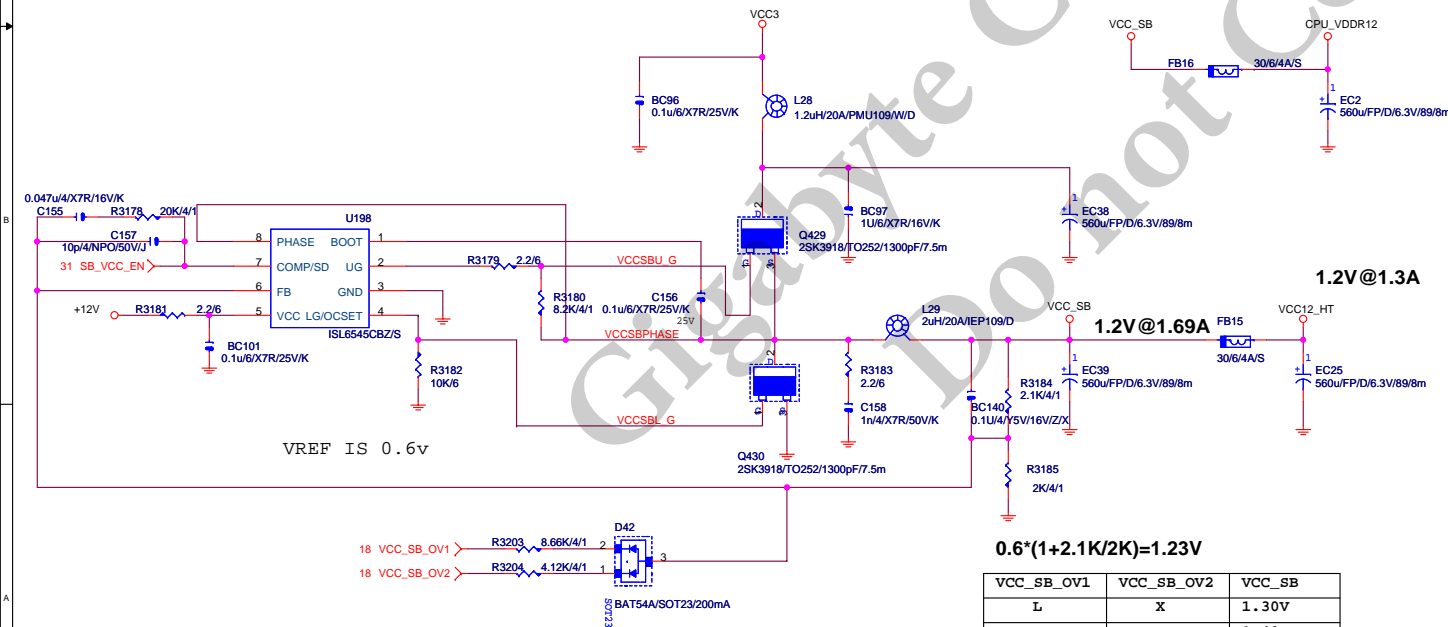 VCC3
VCC_SB
CPU_VDDR12
FB16
30/6/4A/S
1
EC2
560u/FP/D/6.3V/89/8m
BC96
0.1u/6/X7R/25V/K
L28
1.2uH/20A/PMU109/W/D
Gigabyte C
Do not Co
B
0.047u/4/X7R/16V/K
C155
R3178
20K/4/1
C157
10p/4/NPO/50V/J
31 SB_VCC_EN
U198
8 PHASE BOOT 1
7 COMP/SD UG 2
6 FB GND 3
5 VCC LG/OCSET 4
ISL6545CBZ/S
+12V
R3181
2.2/6
BC101
0.1u/6/X7R/25V/K
R3182
10K/6
R3179
2.2/6
VCCSBU_G
R3180
8.2K/4/1
C156
0.1u/6/X7R/25V/K
25V
VCCSBPHASE
VCCSBL_G
2
D
G
S
BC97
1U/6/X7R/16V/K
Q429
2SK3918/TO252/1300pF/7.5m
1
EC38
560u/FP/D/6.3V/89/8m
1.2V@1.3A
L29
2uH/20A/IEP109/D
VCC_SB
1.2V@1.69A
FB15
30/6/4A/S
VCC12_HT
2
D
G
S
R3183
2.2/6
C158
1n/4/X7R/50V/K
BC140
0.1U/4/Y5V/16V/Z/X
R3184
2.1K/4/1
1
EC39
560u/FP/D/6.3V/89/8m
1
EC25
560u/FP/D/6.3V/89/8m
VREF IS 0.6v
Q430
2SK3918/TO252/1300pF/7.5m
R3185
2K/4/1
A
18 VCC_SB_OV1
R3203
8.66K/4/1
18 VCC_SB_OV2
R3204
4.12K/4/1
D42
2
1
3
BAT54A/SOT23/200mA
SOT23
0.6*(1+2.1K/2K)=1.23V
VCC_SB_OV1 VCC_SB_OV2 VCC_SB
L X 1.30V